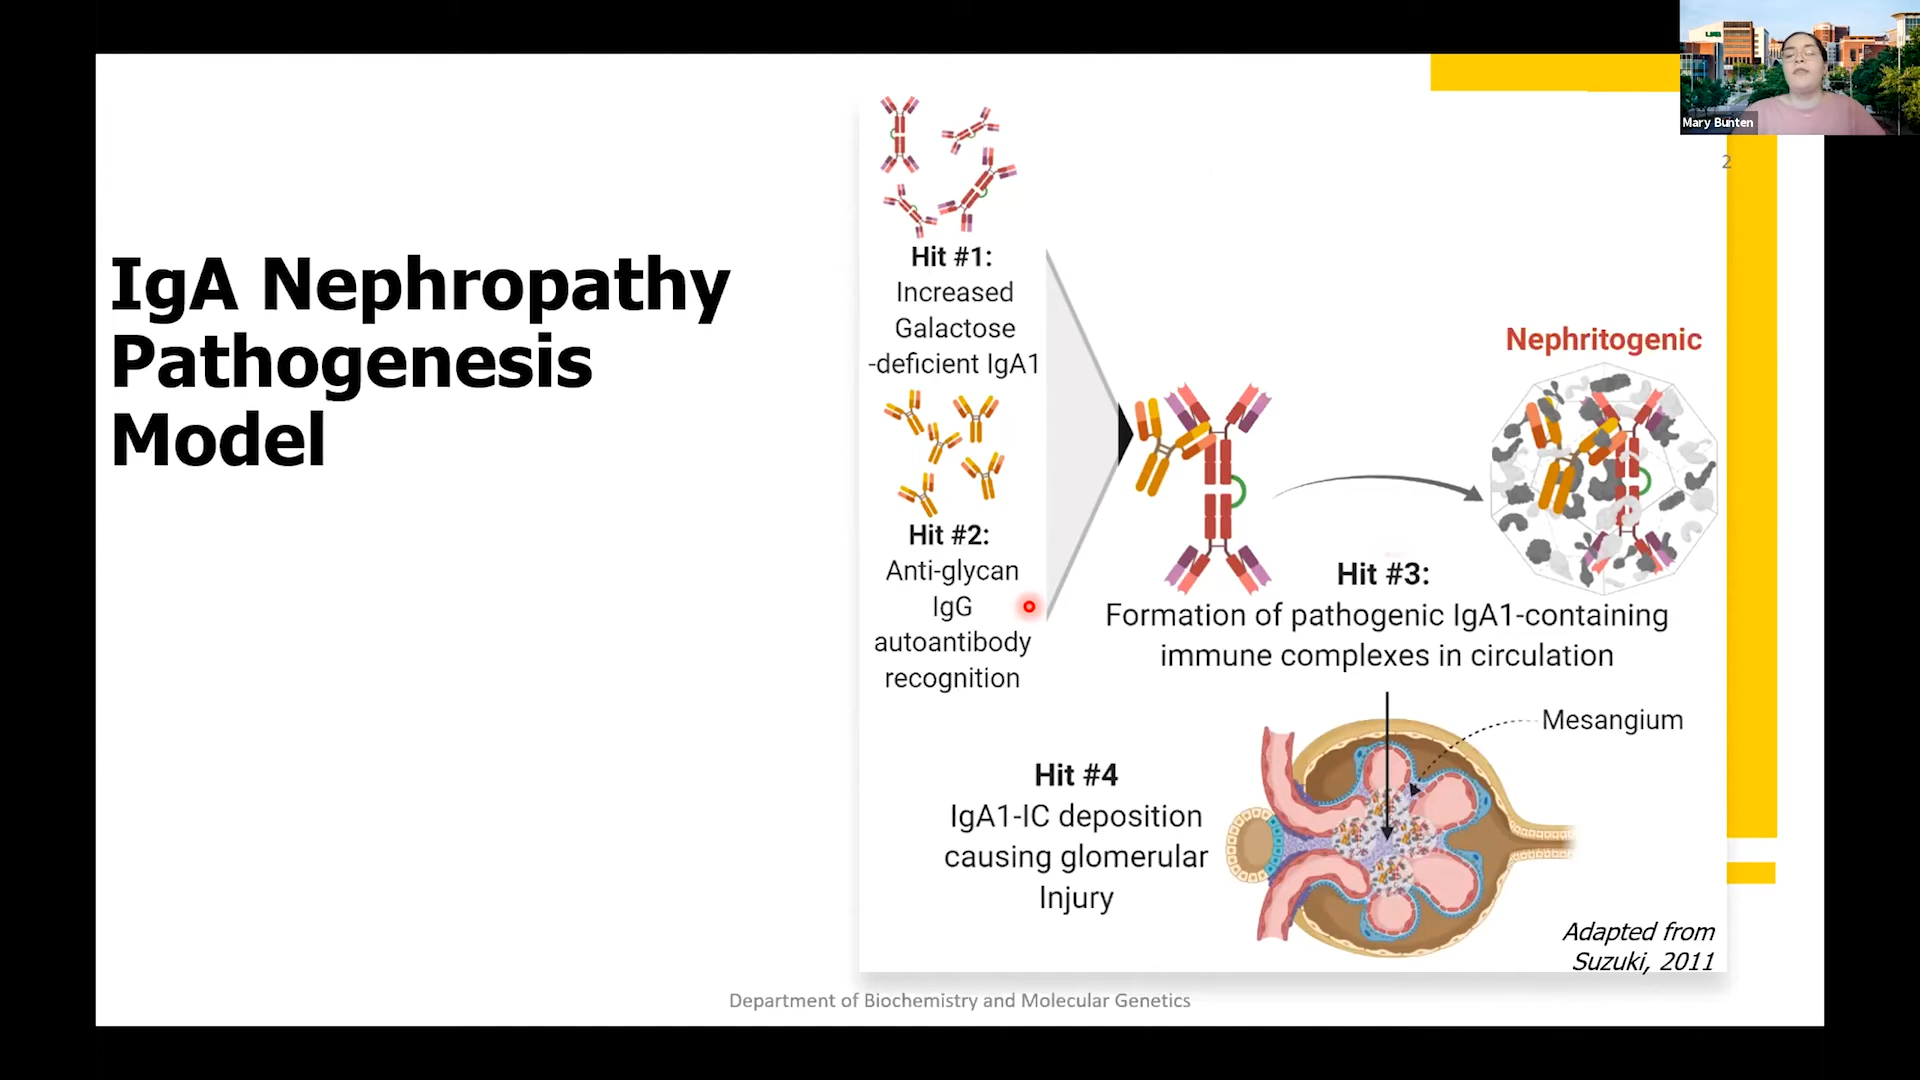 UAB
Mary Bunten
2
IgA Nephropathy
Pathogenesis
Model
Hit #1:
Increased
Galactose
-deficient IgA1
Hit #2:
Anti-glycan
IgG
autoantibody
recognition
Nephritogenic
Hit #3:
Formation of pathogenic IgA1-containing
immune complexes in circulation
Mesangium
Hit #4
IgA1-IC deposition
causing glomerular
Injury
Adapted from
Suzuki, 2011
Department of Biochemistry and Molecular Genetics